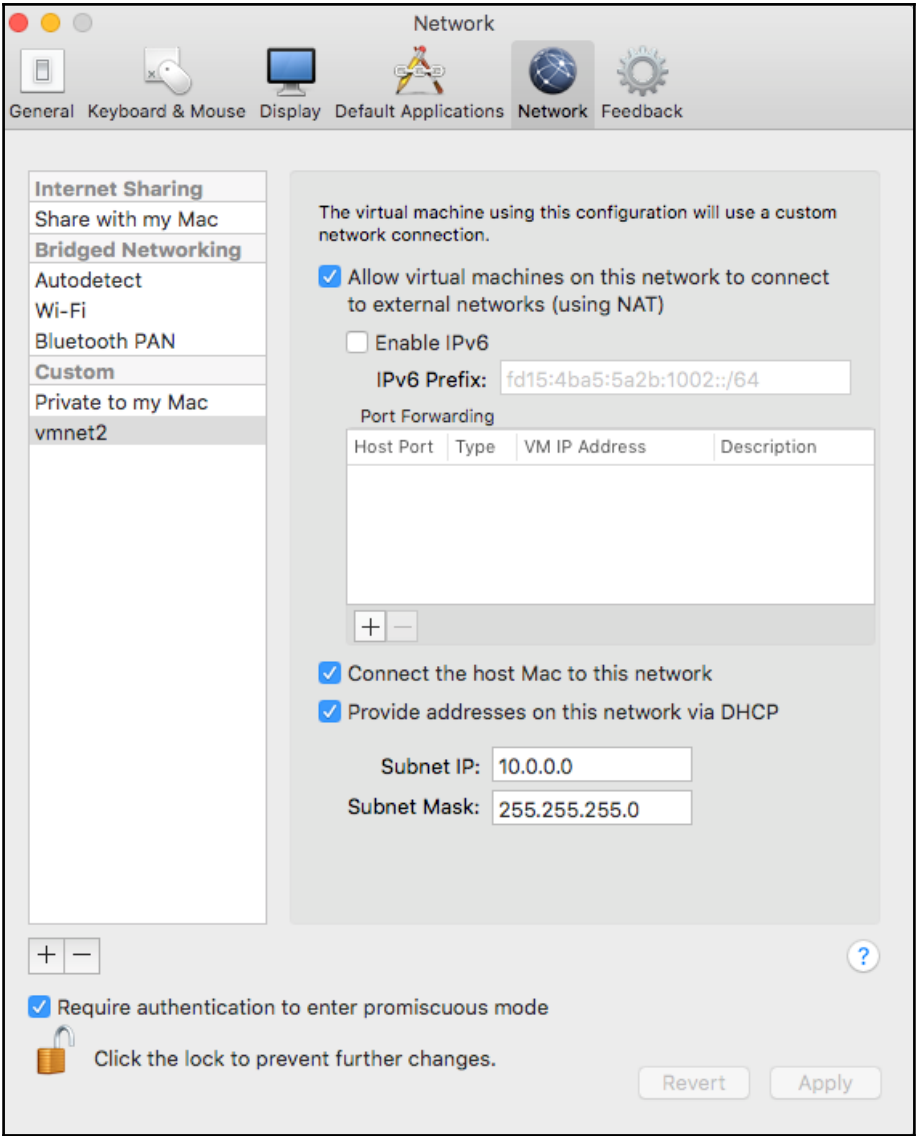 Network
General Keyboard & Mouse Display Default Applications Network Feedback
Internet Sharing
Share with my Mac
Bridged Networking
Autodetect
Wi-Fi
Bluetooth PAN
Custom
Private to my Mac
vmnet2
The virtual machine using this configuration will use a custom
network connection.
Allow virtual machines on this network to connect
to external networks (using NAT)
Enable IPv6
IPv6 Prefix: fd15:4ba5:5a2b:1002::/64
Port Forwarding
Host Port Type VM IP Address Description
+ −
Connect the host Mac to this network
Provide addresses on this network via DHCP
Subnet IP: 10.0.0.0
Subnet Mask: 255.255.255.0
+ − ?
Require authentication to enter promiscuous mode
Click the lock to prevent further changes.
Revert Apply